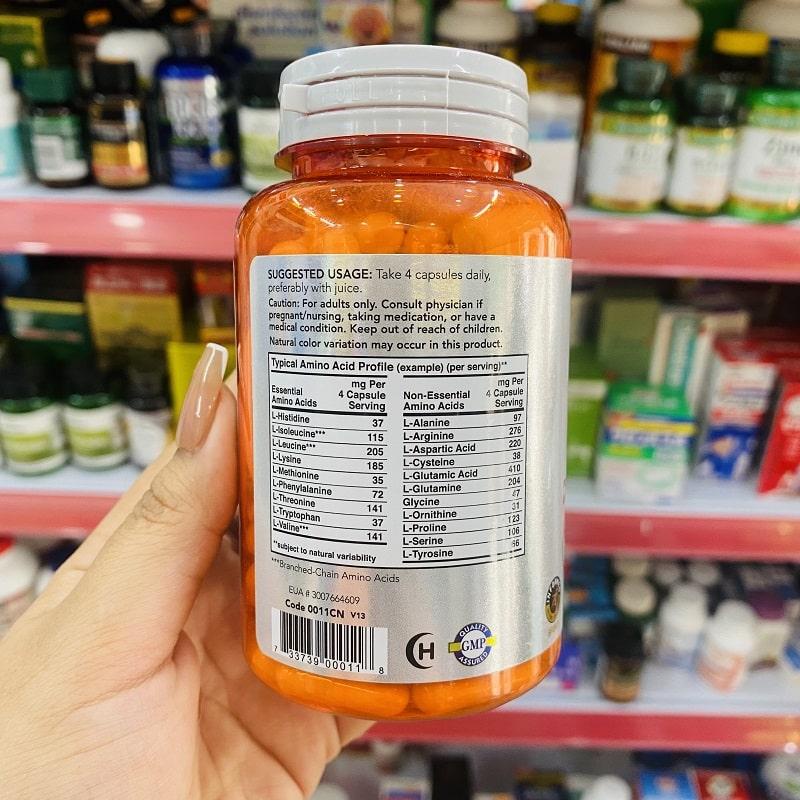 SUGGESTED USAGE: Take 4 capsules daily,
preferably with juice.
Caution: For adults only. Consult physician if
pregnant/nursing, taking medication, or have a
medical condition. Keep out of reach of children.
Natural color variation may occur in this product.
Typical Amino Acid Profile (example) (per serving)**
Essential Amino Acids mg Per 4 Capsule Serving
L-Histidine 37
L-Isoleucine*** 115
L-Leucine*** 205
L-Lysine 185
L-Methionine 35
L-Phenylalanine 72
L-Threonine 141
L-Tryptophan 37
L-Valine*** 141
**subject to natural variability
Non-Essential Amino Acids mg Per 4 Capsule Serving
L-Alanine 97
L-Arginine 276
L-Aspartic Acid 220
L-Cysteine 38
L-Glutamic Acid 410
L-Glutamine 204
Glycine 47
L-Ornithine 31
L-Proline 123
L-Serine 106
L-Tyrosine
***Branched-Chain Amino Acids
EUA # 3007664609
Code 0011CN V13
7 33739 00011 8
H
QUALITY
GMP
ASSURED